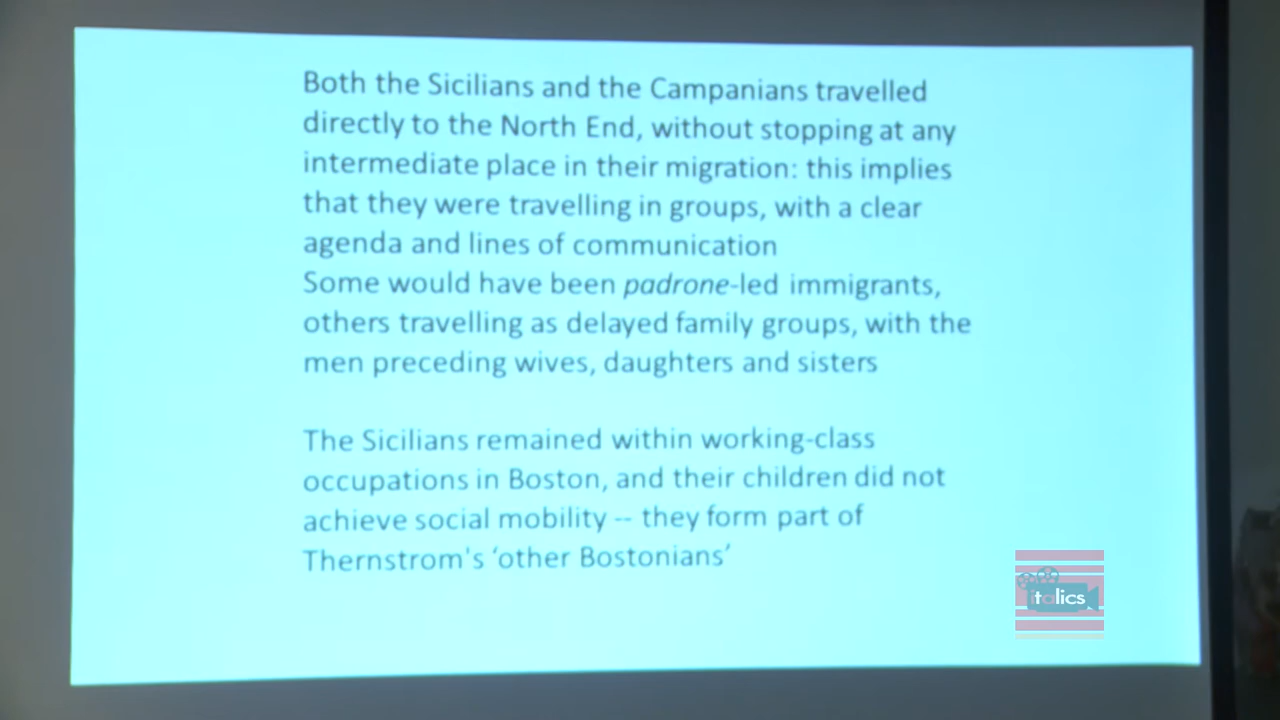 Both the Sicilians and the Campanians travelled
directly to the North End, without stopping at any
intermediate place in their migration: this implies
that they were travelling in groups, with a clear
agenda and lines of communication
Some would have been padrone-led immigrants,
others travelling as delayed family groups, with the
men preceding wives, daughters and sisters
The Sicilians remained within working-class
occupations in Boston, and their children did not
achieve social mobility -- they form part of
Thernstrom's ‘other Bostonians’
italics